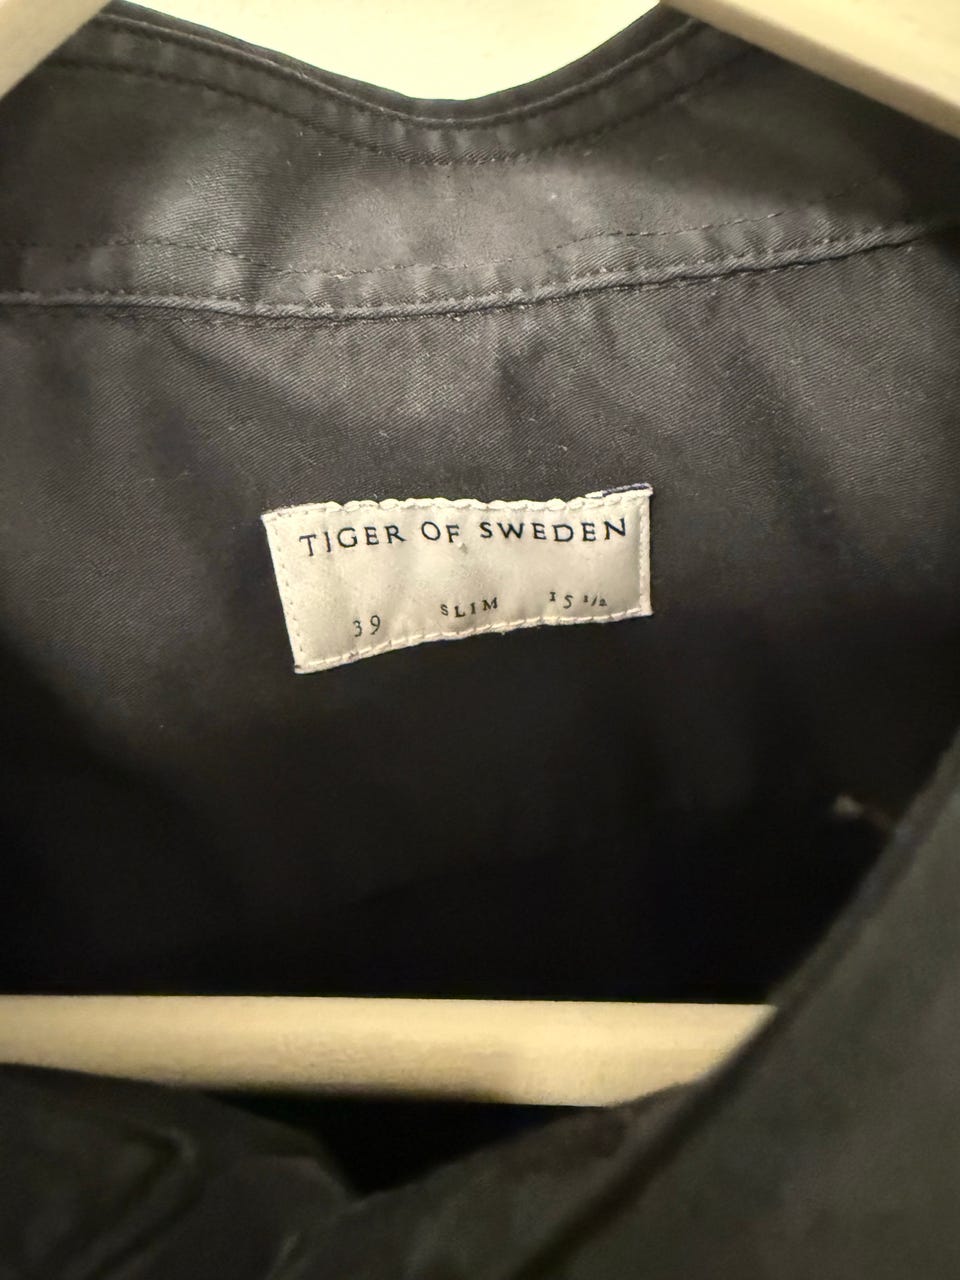 TIGER OF SWEDEN
39 SLIM 15 1/2